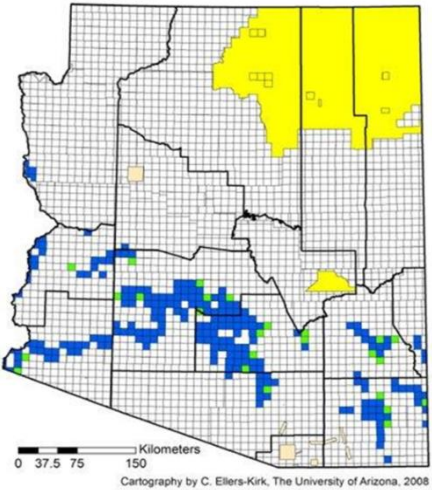 Kilometers
0 37.5 75 150
Cartography by C. Ellers-Kirk, The University of Arizona, 2008